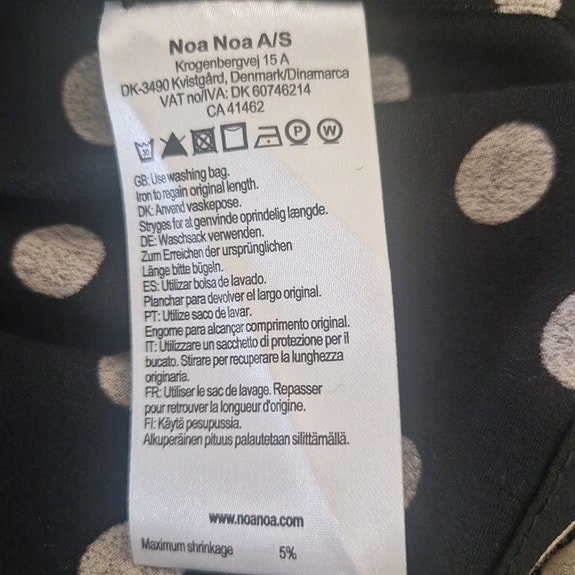 Noa Noa A/S
Krogenbergvej 15 A
DK-3490 Kvistgård, Denmark/Dinamarca
VAT no/IVA: DK 60746214
CA 41462
30 P W
GB: Use washing bag.
Iron to regain original length.
DK: Anvend vaskepose.
Stryges for at genvinde oprindelig længde.
DE: Waschsack verwenden.
Zum Erreichen der ursprünglichen
Länge bitte bügeln.
ES: Utilizar bolsa de lavado.
Planchar para devolver el largo original.
PT: Utilize saco de lavar.
Engome para alcançar comprimento original.
IT: Utilizzare un sacchetto di protezione per il
bucato. Stirare per recuperare la lunghezza
originaria.
FR: Utiliser le sac de lavage. Repasser
pour retrouver la longueur d'origine.
FI: Käytä pesupussia.
Alkuperäinen pituus palautetaan silittämällä.
www.noanoa.com
Maximum shrinkage 5%